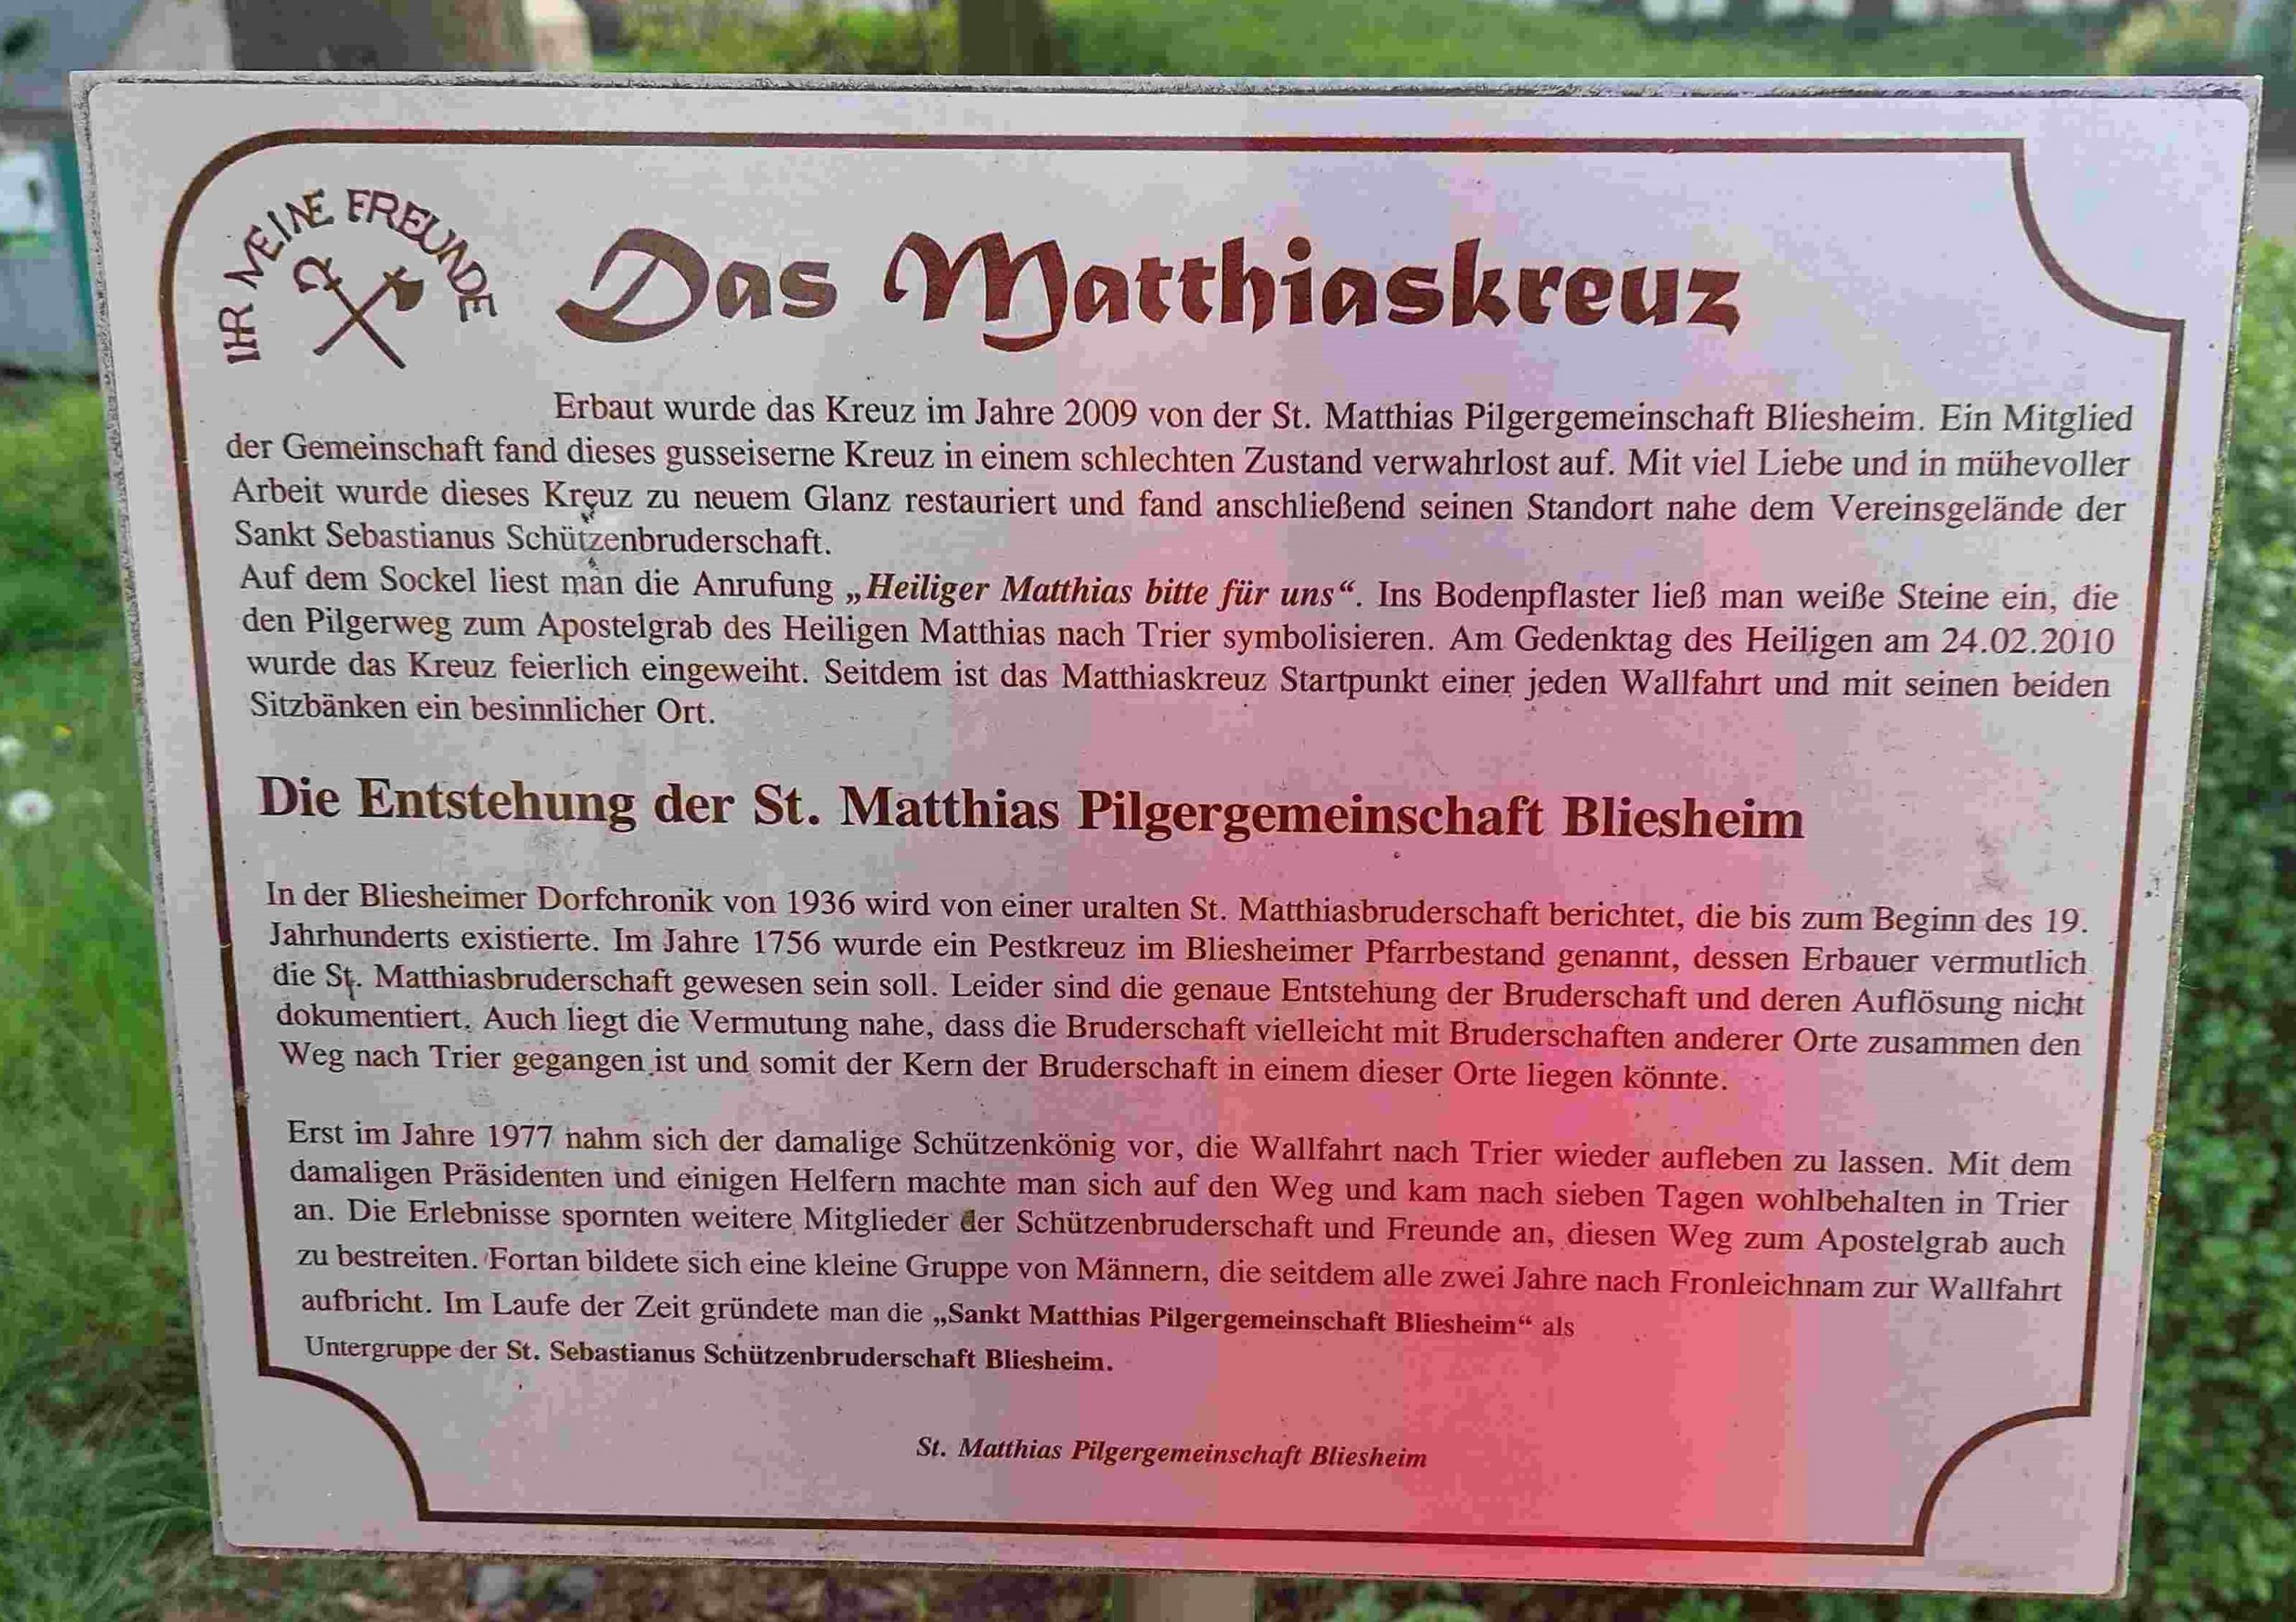 IHR MEINE FREUNDE
Das Matthiaskreuz
Erbaut wurde das Kreuz im Jahre 2009 von der St. Matthias Pilgergemeinschaft Bliesheim. Ein Mitglied
der Gemeinschaft fand dieses gusseiserne Kreuz in einem schlechten Zustand verwahrlost auf. Mit viel Liebe und in mühevoller
Arbeit wurde dieses Kreuz zu neuem Glanz restauriert und fand anschließend seinen Standort nahe dem Vereinsgelände der
Sankt Sebastianus Schützenbruderschaft.
Auf dem Sockel liest man die Anrufung „Heiliger Matthias bitte für uns“. Ins Bodenpflaster ließ man weiße Steine ein, die
den Pilgerweg zum Apostelgrab des Heiligen Matthias nach Trier symbolisieren. Am Gedenktag des Heiligen am 24.02.2010
wurde das Kreuz feierlich eingeweiht. Seitdem ist das Matthiaskreuz Startpunkt einer jeden Wallfahrt und mit seinen beiden
Sitzbänken ein besinnlicher Ort.
Die Entstehung der St. Matthias Pilgergemeinschaft Bliesheim
In der Bliesheimer Dorfchronik von 1936 wird von einer uralten St. Matthiasbruderschaft berichtet, die bis zum Beginn des 19.
Jahrhunderts existierte. Im Jahre 1756 wurde ein Pestkreuz im Bliesheimer Pfarrbestand genannt, dessen Erbauer vermutlich
die St. Matthiasbruderschaft gewesen sein soll. Leider sind die genaue Entstehung der Bruderschaft und deren Auflösung nicht
dokumentiert. Auch liegt die Vermutung nahe, dass die Bruderschaft vielleicht mit Bruderschaften anderer Orte zusammen den
Weg nach Trier gegangen ist und somit der Kern der Bruderschaft in einem dieser Orte liegen könnte.
Erst im Jahre 1977 nahm sich der damalige Schützenkönig vor, die Wallfahrt nach Trier wieder aufleben zu lassen. Mit dem
damaligen Präsidenten und einigen Helfern machte man sich auf den Weg und kam nach sieben Tagen wohlbehalten in Trier
an. Die Erlebnisse spornten weitere Mitglieder der Schützenbruderschaft und Freunde an, diesen Weg zum Apostelgrab auch
zu bestreiten. Fortan bildete sich eine kleine Gruppe von Männern, die seitdem alle zwei Jahre nach Fronleichnam zur Wallfahrt
aufbricht. Im Laufe der Zeit gründete man die „Sankt Matthias Pilgergemeinschaft Bliesheim“ als
Untergruppe der St. Sebastianus Schützenbruderschaft Bliesheim.
St. Matthias Pilgergemeinschaft Bliesheim